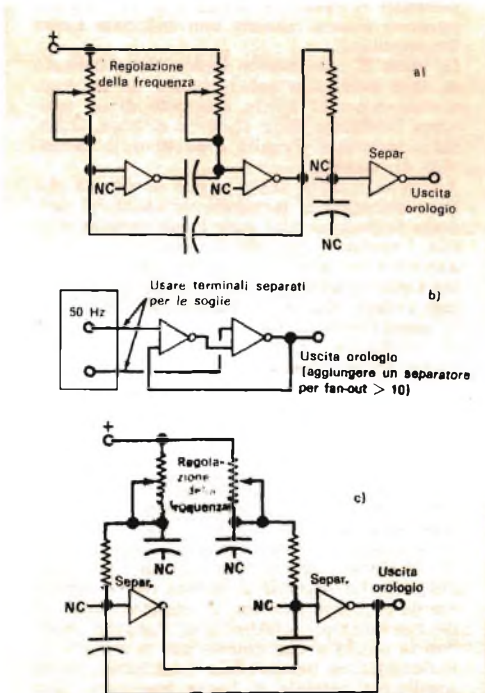 +
Regolazione
della frequenza
a)
NC
NC
NC
Separ
Uscita
orologio
NC
Usare terminali separati
per le soglie
b)
50 Hz
Uscita orologio
(aggiungere un separatore
per fan-out > 10)
+
Regola-
zione
della
frequenza
c)
NC
NC
Separ.
Separ.
Uscita
orologio
NC
NC